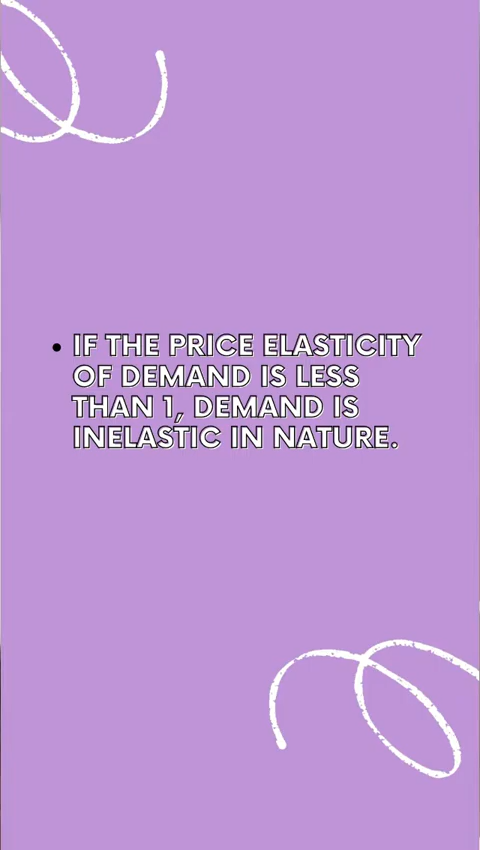 • IF THE PRICE ELASTICITY
OF DEMAND IS LESS
THAN 1, DEMAND IS
INELASTIC IN NATURE.